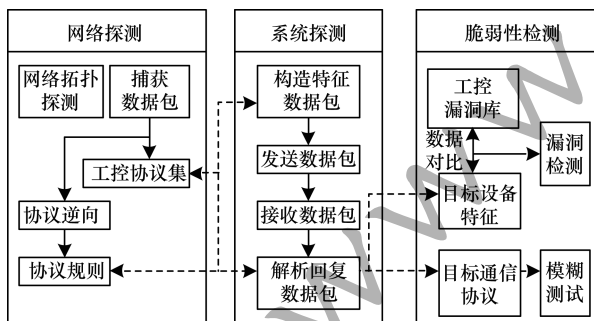 网络探测
网络拓扑
探测
捕获
数据包
工控协议集
协议逆向
协议规则
系统探测
构造特征
数据包
发送数据包
接收数据包
解析回复
数据包
脆弱性检测
工控
漏洞库
数据
对比
漏洞
检测
目标设备
特征
目标通信
协议
模糊
测试
www